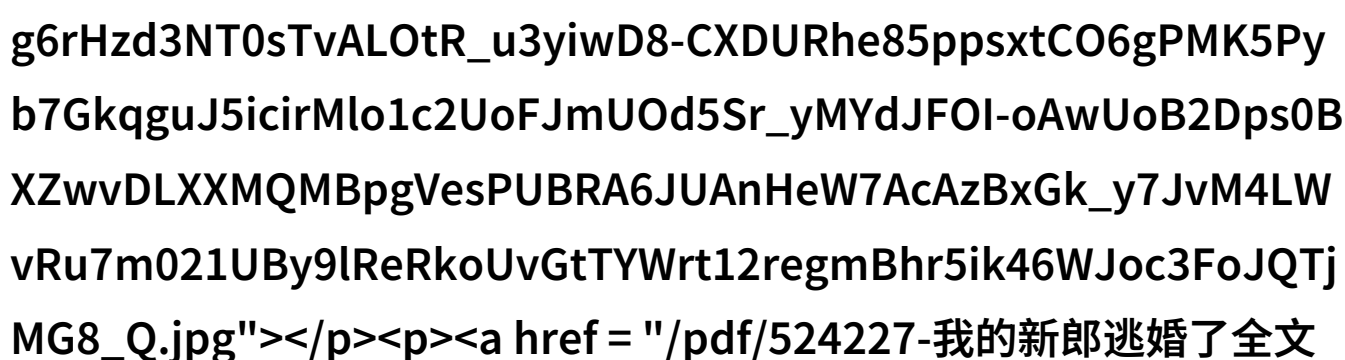 g6rHzd3NT0sTvALOtR_u3yiwD8-CXDURhe85ppsxtCO6gPMK5Py
b7GkqguJ5icirMlo1c2UoFJmUOd5Sr_yMYdJFOI-oAwUoB2Dps0B
XZwvDLXXMQMBpgVesPUBRA6JUAnHeW7AcAzBxGk_y7JvM4LW
vRu7m021UBy9lReRkoUvGtTYWrt12regmBhr5ik46WJoc3FoJQTj
MG8_Q.jpg"></p><p><a href = "/pdf/524227-我的新郎逃婚了全文